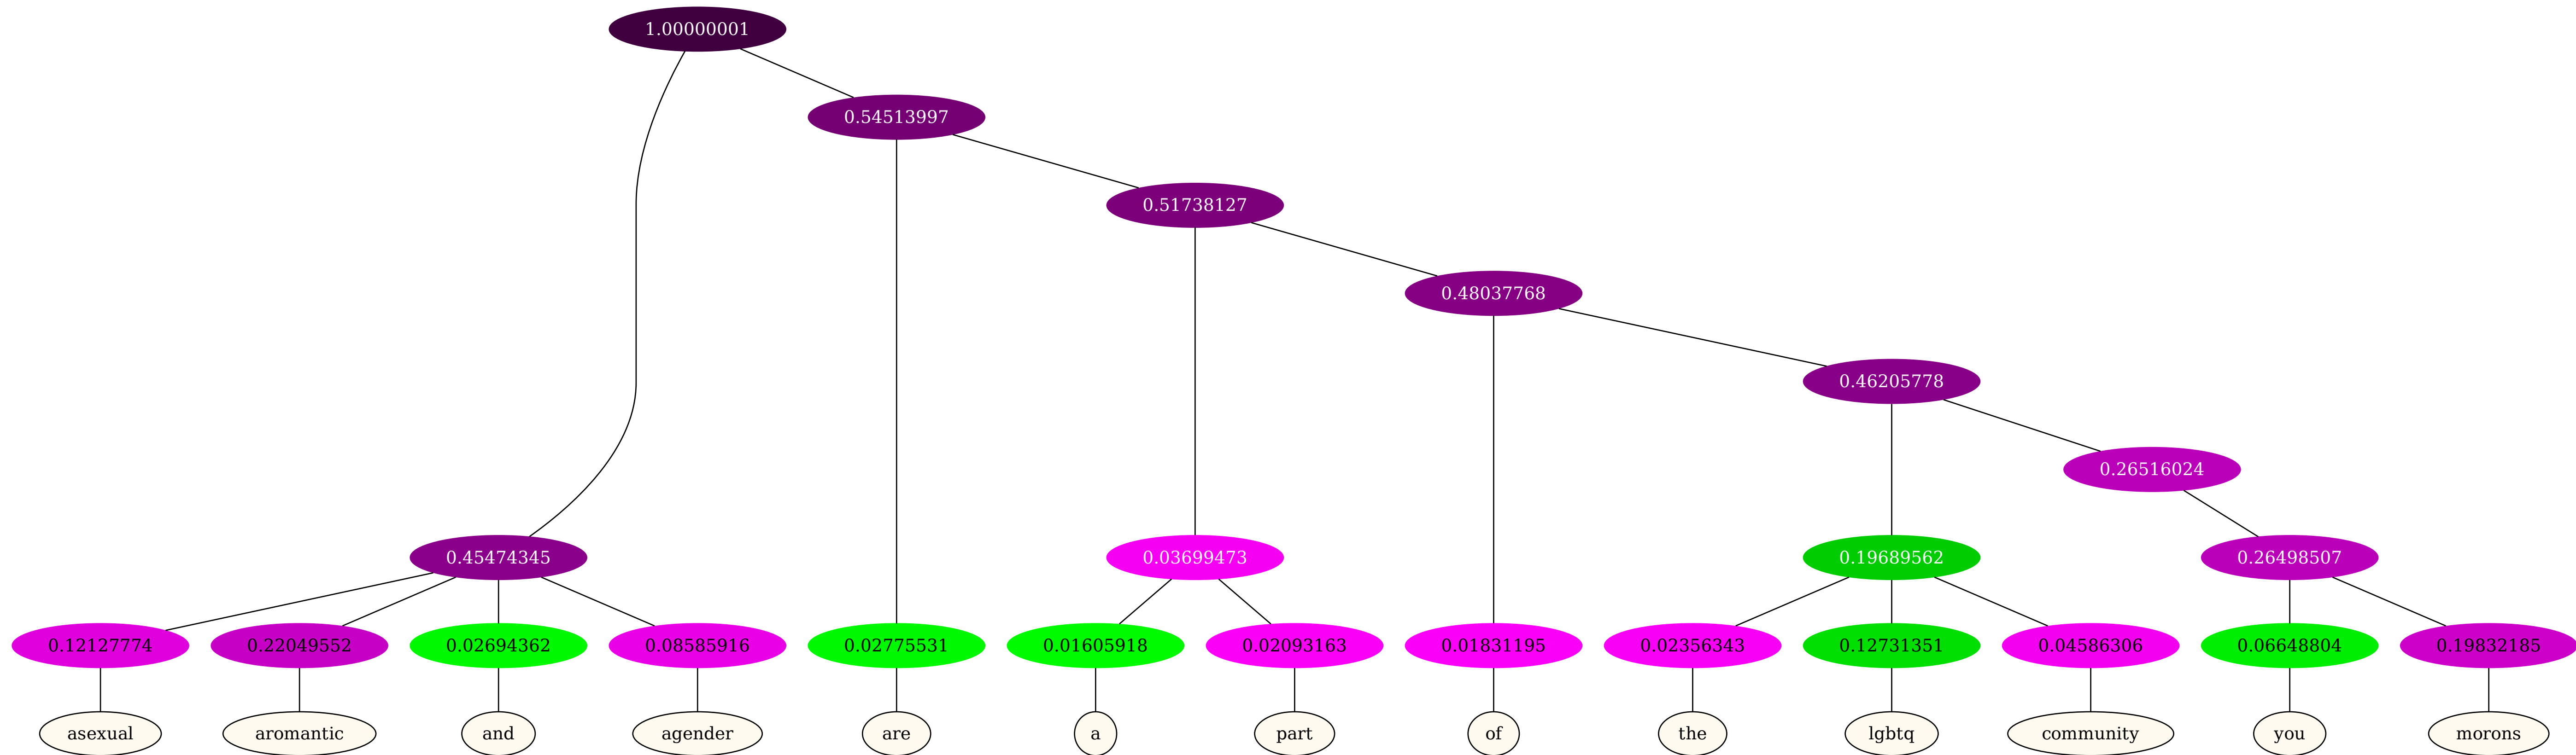 1.00000001
0.54513997
0.51738127
0.48037768
0.46205778
0.26516024
0.45474345 0.03699473 0.19689562 0.26498507
0.12127774 0.22049552 0.02694362 0.08585916 0.02775531 0.01605918 0.02093163 0.01831195 0.02356343 0.12731351 0.04586306 0.06648804 0.19832185
asexual aromantic and agender are a part of the lgbtq community you morons